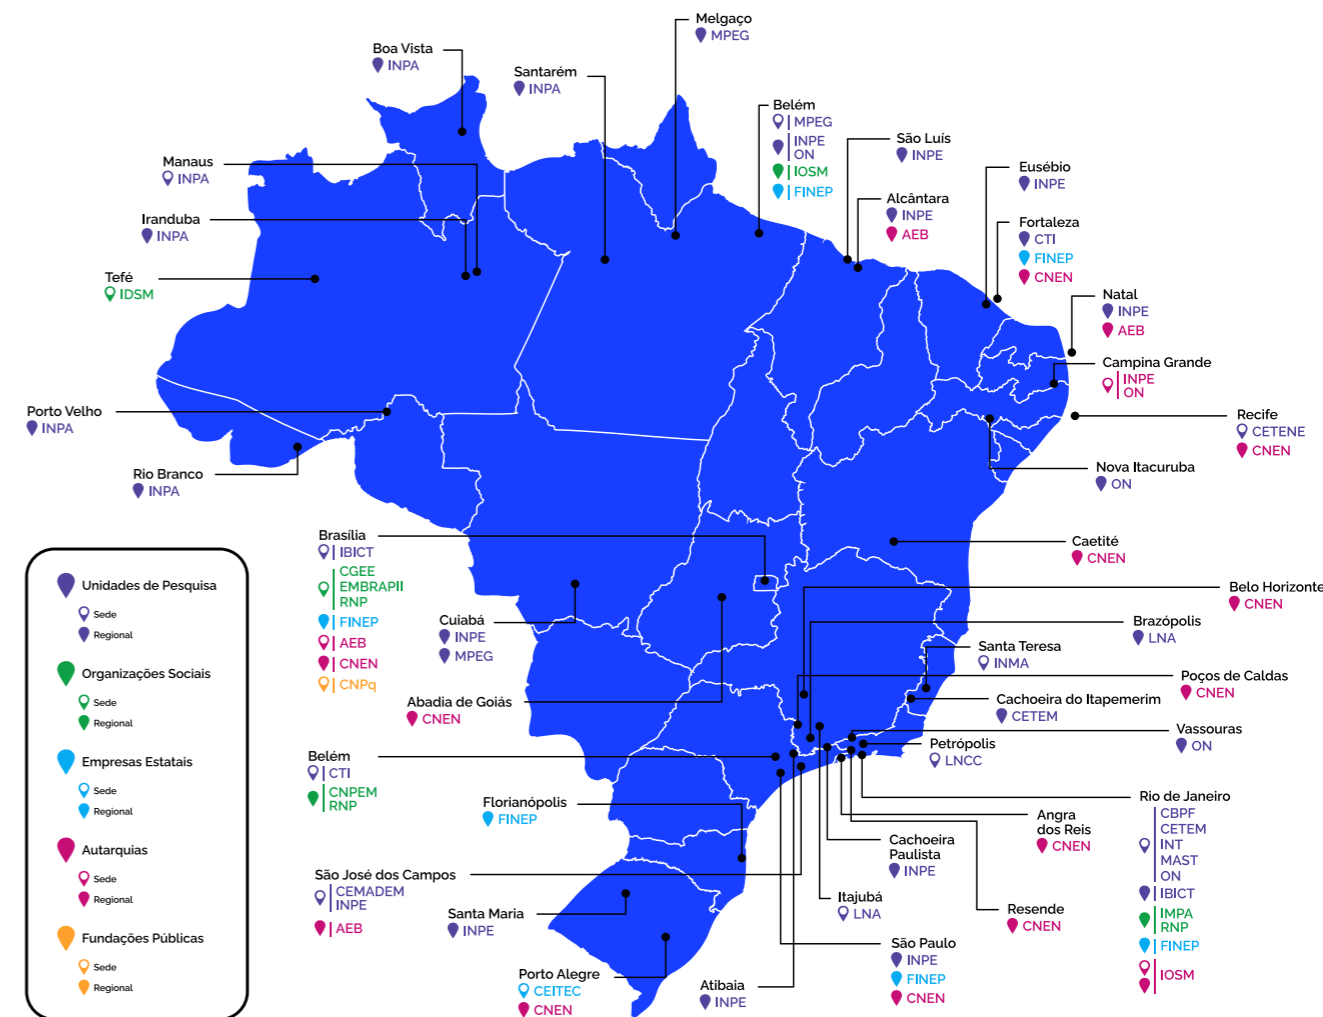 Melgaço
MPEG
Boa Vista
INPA
Santarém
INPA
Belém
MPEG
INPE
ON
IOSM
FINEP
São Luís
INPE
Manaus
INPA
Eusébio
INPE
Alcântara
INPE
AEB
Iranduba
INPA
Fortaleza
CTI
FINEP
CNEN
Tefé
IDSM
Natal
INPE
AEB
Campina Grande
INPE
ON
Porto Velho
INPA
Recife
CETENE
CNEN
Rio Branco
INPA
Nova Itacuruba
ON
Brasília
IBICT
CGEE
EMBRAPII
RNP
FINEP
AEB
CNEN
CNPq
Caetité
CNEN
Unidades de Pesquisa
Sede
Regional
Organizações Sociais
Sede
Regional
Empresas Estatais
Sede
Regional
Autarquias
Sede
Regional
Fundações Públicas
Sede
Regional
Belo Horizonte
CNEN
Cuiabá
INPE
MPEG
Brazópolis
LNA
Santa Teresa
INMA
Poços de Caldas
CNEN
Abadia de Goiás
CNEN
Cachoeira do Itapemerim
CETEM
Vassouras
ON
Petrópolis
LNCC
Belém
CTI
CNPEM
RNP
Florianópolis
FINEP
Rio de Janeiro
CBPF
CETEM
INT
MAST
ON
IBICT
IMPA
RNP
FINEP
IOSM
Angra
dos Reis
CNEN
Cachoeira
Paulista
INPE
São José dos Campos
CEMADEM
INPE
AEB
Itajubá
LNA
Santa Maria
INPE
Resende
CNEN
São Paulo
INPE
FINEP
CNEN
Porto Alegre
CEITEC
CNEN
Atibaia
INPE